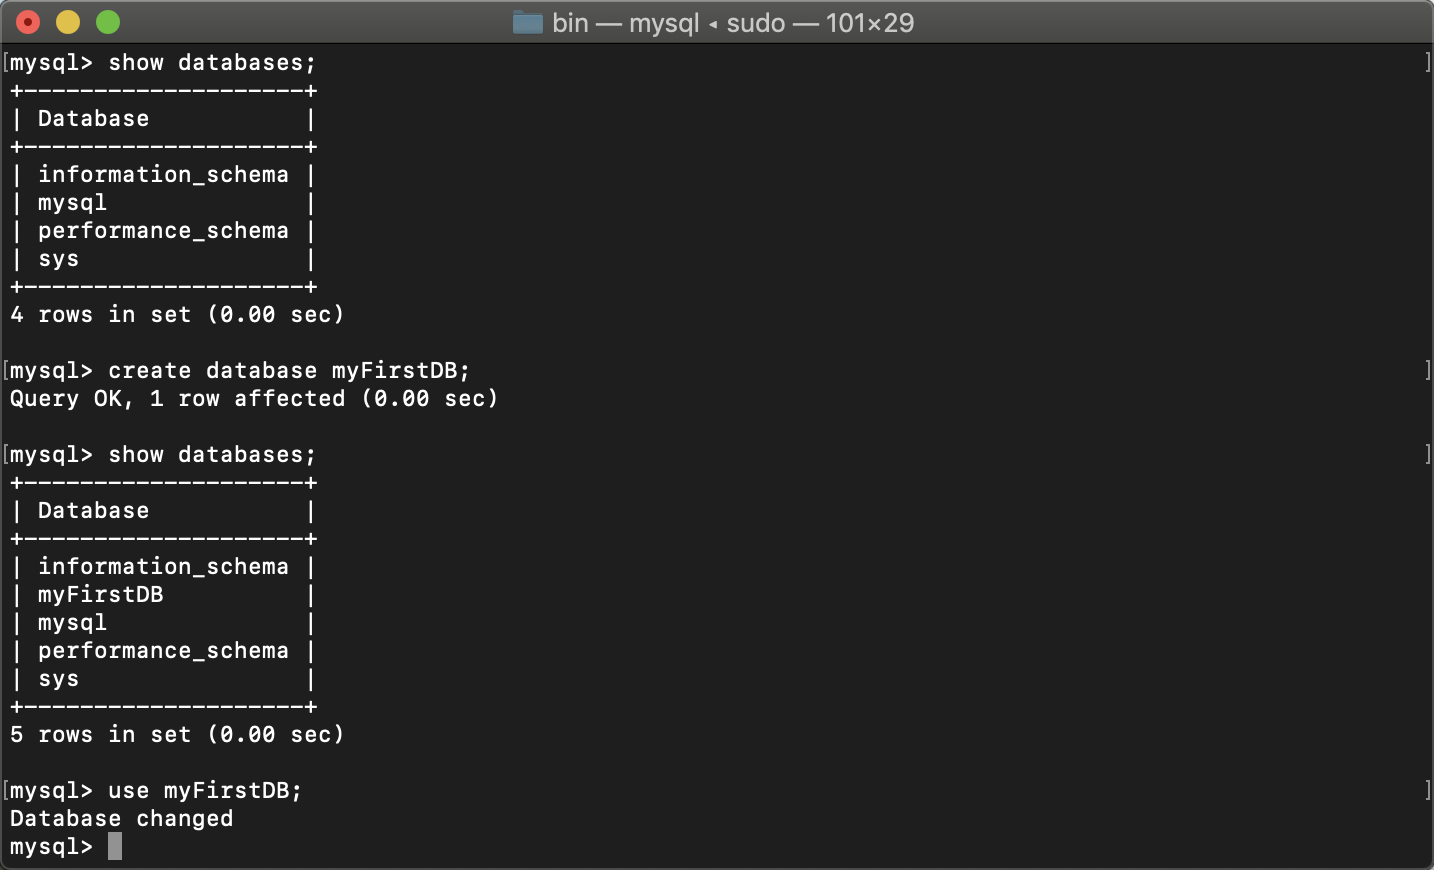 bin — mysql ◂ sudo — 101×29
[mysql> show databases; ]
+--------------------+
| Database           |
+--------------------+
| information_schema |
| mysql              |
| performance_schema |
| sys                |
+--------------------+
4 rows in set (0.00 sec)
[mysql> create database myFirstDB; ]
Query OK, 1 row affected (0.00 sec)
[mysql> show databases; ]
+--------------------+
| Database           |
+--------------------+
| information_schema |
| myFirstDB          |
| mysql              |
| performance_schema |
| sys                |
+--------------------+
5 rows in set (0.00 sec)
[mysql> use myFirstDB; ]
Database changed
mysql>